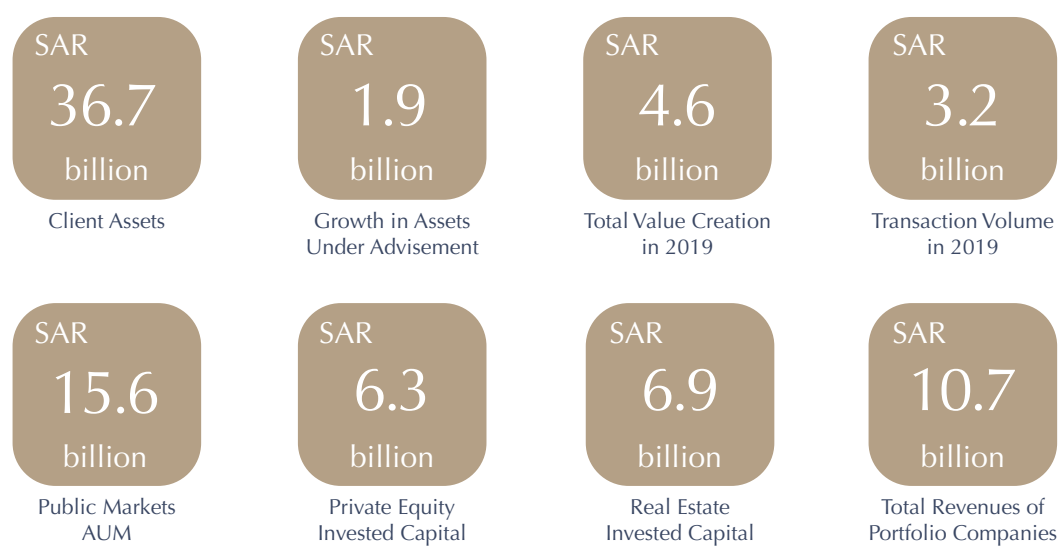 SAR
36.7
billion
Client Assets
SAR
1.9
billion
Growth in Assets
Under Advisement
SAR
4.6
billion
Total Value Creation
in 2019
SAR
3.2
billion
Transaction Volume
in 2019
SAR
15.6
billion
Public Markets
AUM
SAR
6.3
billion
Private Equity
Invested Capital
SAR
6.9
billion
Real Estate
Invested Capital
SAR
10.7
billion
Total Revenues of
Portfolio Companies